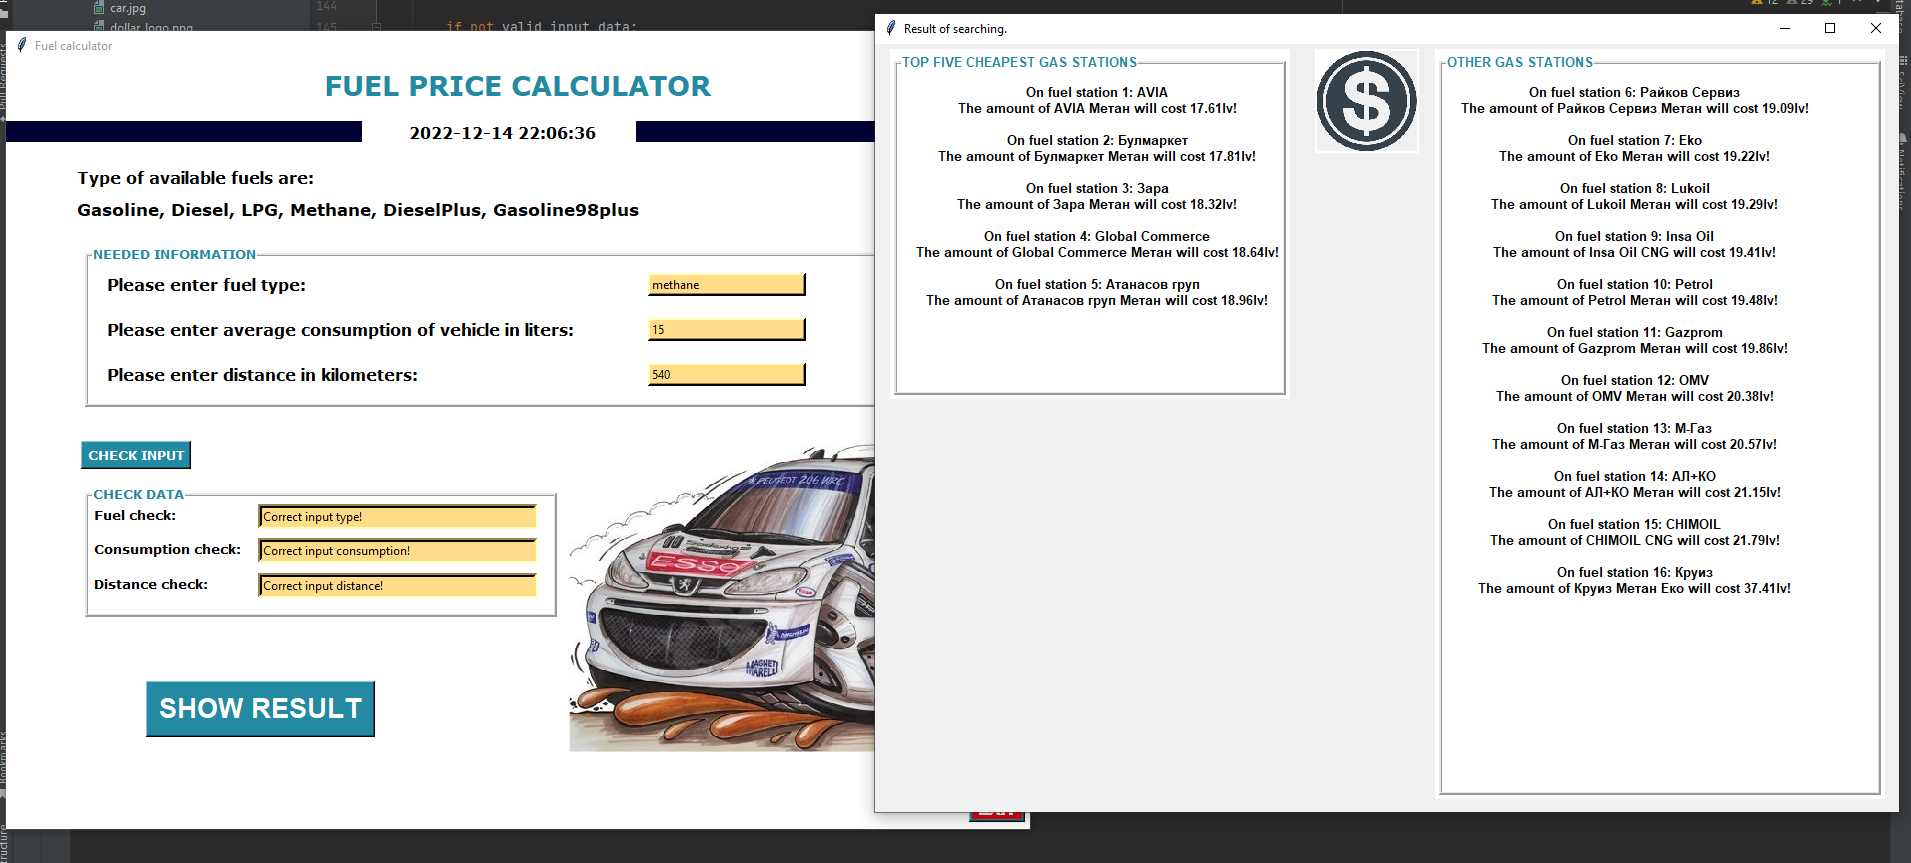 car.jpg
144
dollar_logo.png
145
if not valid_input_data:
12
29
1
Fuel calculator
FUEL PRICE CALCULATOR
2022-12-14 22:06:36
Type of available fuels are:
Gasoline, Diesel, LPG, Methane, DieselPlus, Gasoline98plus
NEEDED INFORMATION
Please enter fuel type:
methane
Please enter average consumption of vehicle in liters:
15
Please enter distance in kilometers:
540
CHECK INPUT
CHECK DATA
Fuel check:
Correct input type!
Consumption check:
Correct input consumption!
Distance check:
Correct input distance!
SHOW RESULT
PEUGEOT 206 WRC
ESSO
Esso
MICHELIN
MAGNETI
MARELLI
EXIT
Result of searching.
TOP FIVE CHEAPEST GAS STATIONS
On fuel station 1: AVIA
The amount of AVIA Метан will cost 17.61lv!
On fuel station 2: Булмаркет
The amount of Булмаркет Метан will cost 17.81lv!
On fuel station 3: Зара
The amount of Зара Метан will cost 18.32lv!
On fuel station 4: Global Commerce
The amount of Global Commerce Метан will cost 18.64lv!
On fuel station 5: Атанасов груп
The amount of Атанасов груп Метан will cost 18.96lv!
$
OTHER GAS STATIONS
On fuel station 6: Райков Сервиз
The amount of Райков Сервиз Метан will cost 19.09lv!
On fuel station 7: Eko
The amount of Eko Метан will cost 19.22lv!
On fuel station 8: Lukoil
The amount of Lukoil Метан will cost 19.29lv!
On fuel station 9: Insa Oil
The amount of Insa Oil CNG will cost 19.41lv!
On fuel station 10: Petrol
The amount of Petrol Метан will cost 19.48lv!
On fuel station 11: Gazprom
The amount of Gazprom Метан will cost 19.86lv!
On fuel station 12: OMV
The amount of OMV Метан will cost 20.38lv!
On fuel station 13: М-Газ
The amount of М-Газ Метан will cost 20.57lv!
On fuel station 14: АЛ+КО
The amount of АЛ+КО Метан will cost 21.15lv!
On fuel station 15: CHIMOIL
The amount of CHIMOIL CNG will cost 21.79lv!
On fuel station 16: Круиз
The amount of Круиз Метан Еко will cost 37.41lv!
Pull Requests
Bookmarks
Notifications